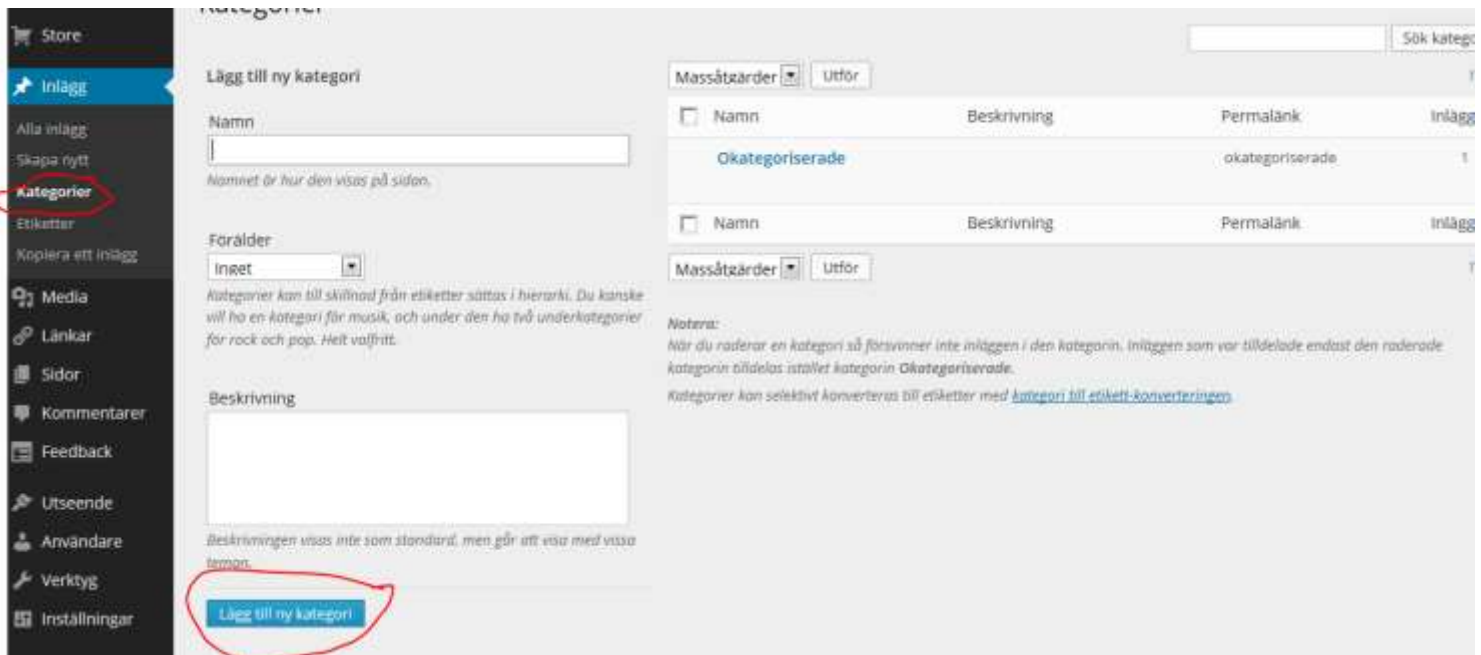 Kategorier
Store
Inlägg
Alla inlägg
Skapa nytt
Kategorier
Etiketter
Kopiera ett inlägg
Media
Länkar
Sidor
Kommentarer
Feedback
Utseende
Användare
Verktyg
Inställningar
Lägg till ny kategori
Namn
Namnet är hur den visas på sidan.
Förälder
Inget
Kategorier kan till skillnad från etiketter sättas i hierarki. Du kanske
vill ha en kategori för musik, och under den ha två underkategorier
för rock och pop. Helt valfritt.
Beskrivning
Beskrivningen visas inte som standard, men går att visa med vissa
teman.
Lägg till ny kategori
Sök katego
Massåtgärder Utför
Namn Beskrivning Permalänk Inlägg
Okategoriserade okategoriserade 1
Namn Beskrivning Permalänk Inlägg
Massåtgärder Utför
Notera:
När du raderar en kategori så försvinner inte inläggen i den kategorin. Inläggen som var tilldelade endast den raderade
kategorin tilldelas istället kategorin Okategoriserade.
Kategorier kan selektivt konverteras till etiketter med kategori till etikett-konverteringen.